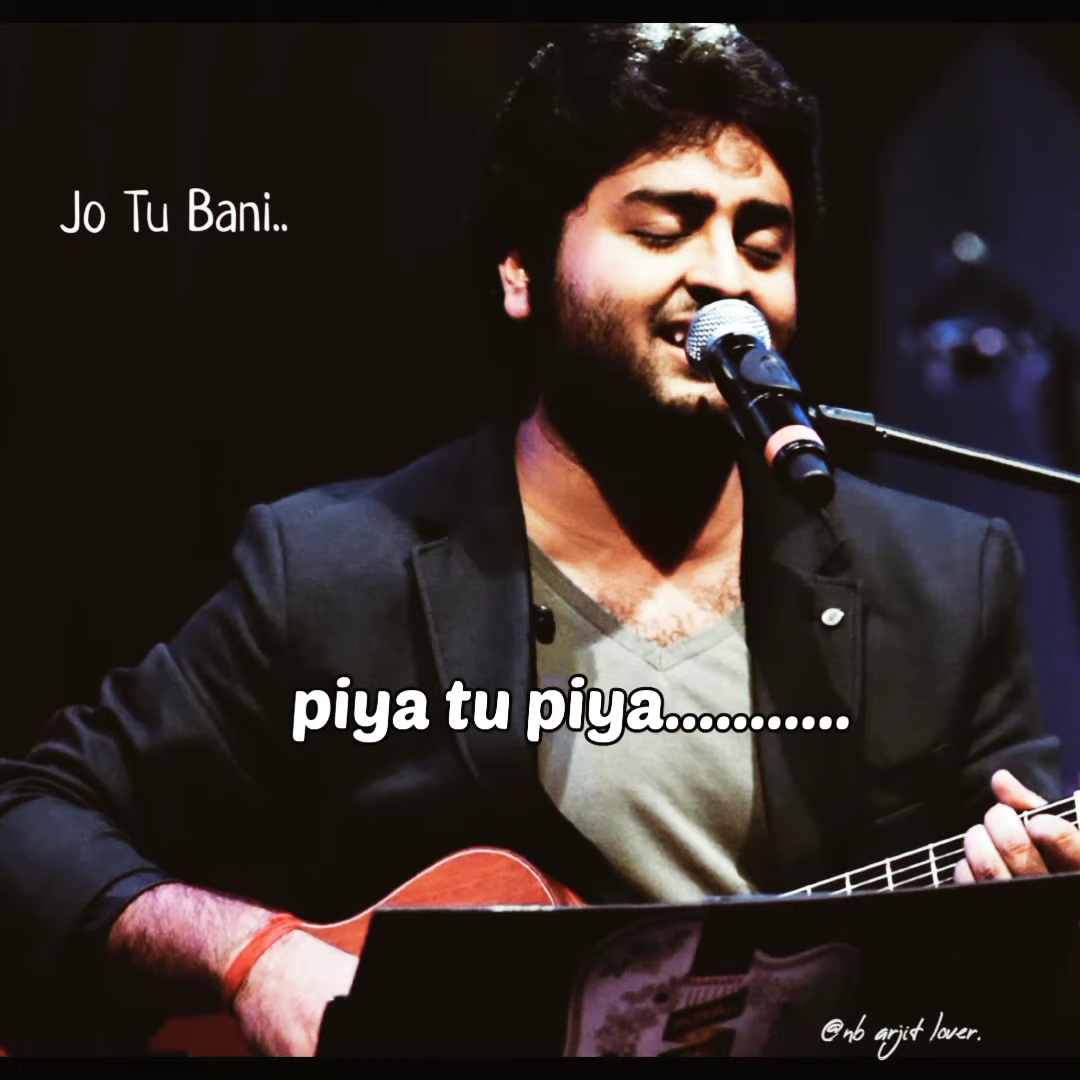 Jo Tu Bani..
piya tu piya...........
@nb arjit lover.